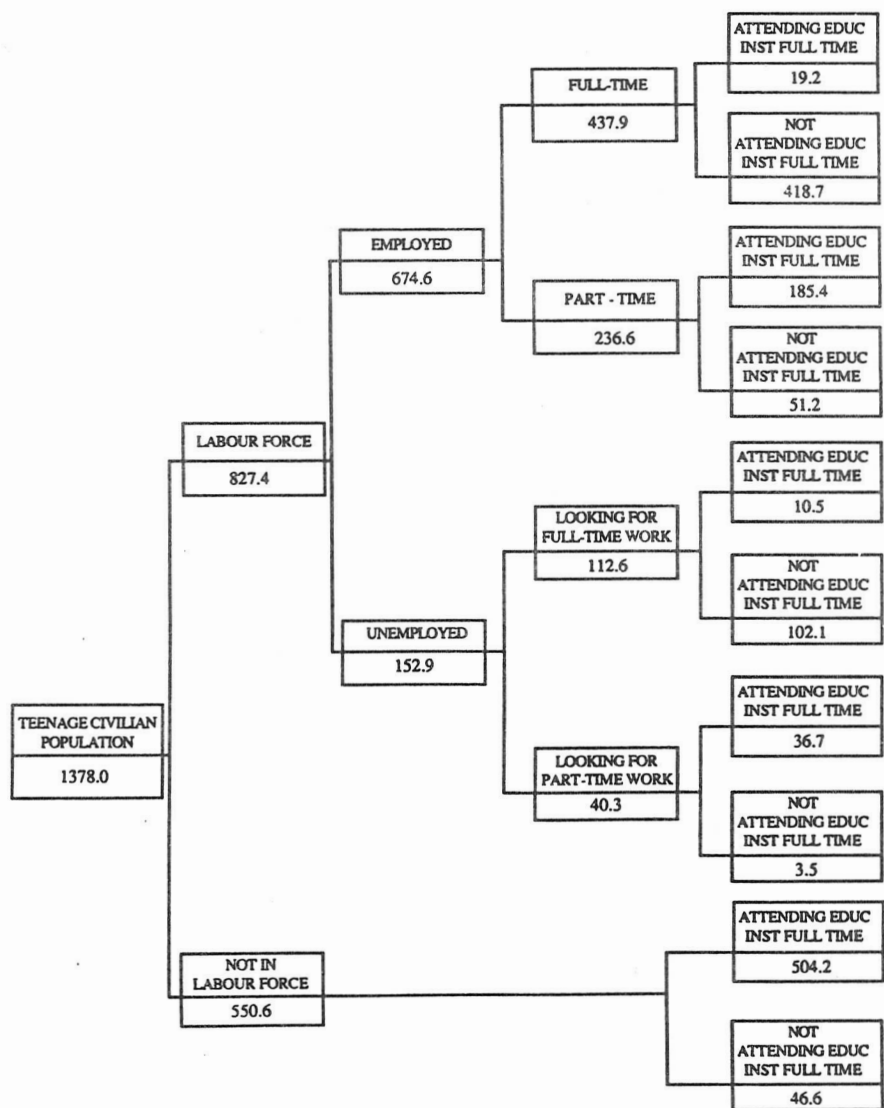 ATTENDING EDUC
INST FULL TIME
19.2
FULL-TIME
437.9
NOT
ATTENDING EDUC
INST FULL TIME
418.7
EMPLOYED
674.6
ATTENDING EDUC
INST FULL TIME
185.4
PART - TIME
236.6
NOT
ATTENDING EDUC
INST FULL TIME
51.2
LABOUR FORCE
827.4
ATTENDING EDUC
INST FULL TIME
10.5
LOOKING FOR
FULL-TIME WORK
112.6
NOT
ATTENDING EDUC
INST FULL TIME
102.1
UNEMPLOYED
152.9
ATTENDING EDUC
INST FULL TIME
36.7
TEENAGE CIVILIAN
POPULATION
1378.0
LOOKING FOR
PART-TIME WORK
40.3
NOT
ATTENDING EDUC
INST FULL TIME
3.5
ATTENDING EDUC
INST FULL TIME
504.2
NOT IN
LABOUR FORCE
550.6
NOT
ATTENDING EDUC
INST FULL TIME
46.6